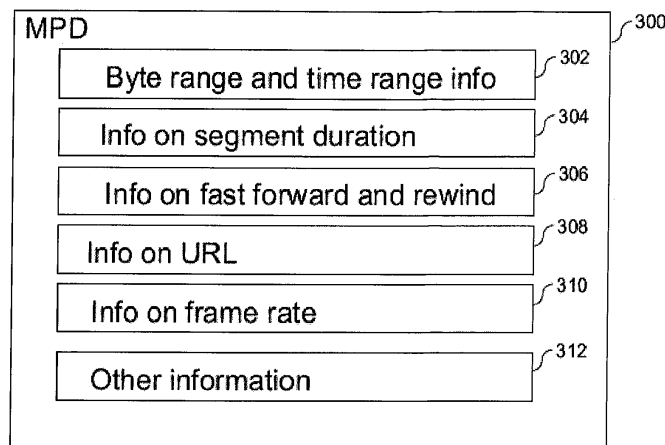 MPD
300
Byte range and time range info
302
Info on segment duration
304
Info on fast forward and rewind
306
Info on URL
308
Info on frame rate
310
Other information
312